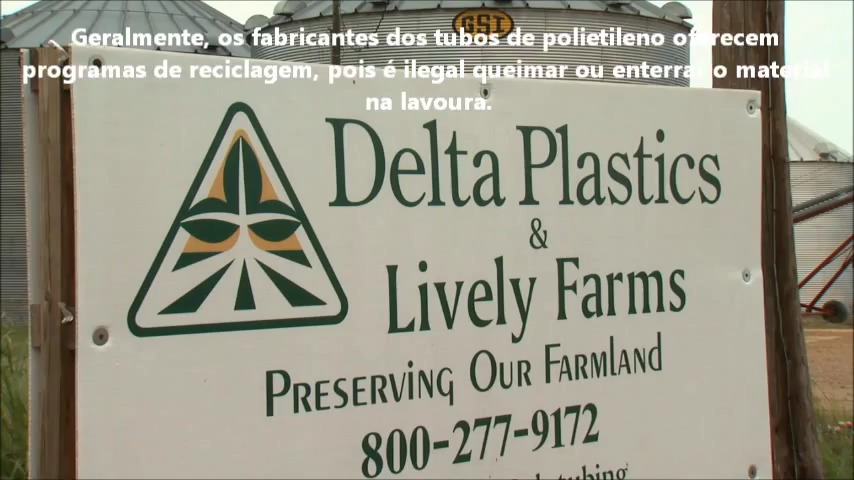 GSI
Geralmente, os fabricantes dos tubos de polietileno oferecem
programas de reciclagem, pois é ilegal queimar ou enterrar o material
na lavoura.
Delta Plastics
&
Lively Farms
Preserving Our Farmland
800-277-9172
tubing